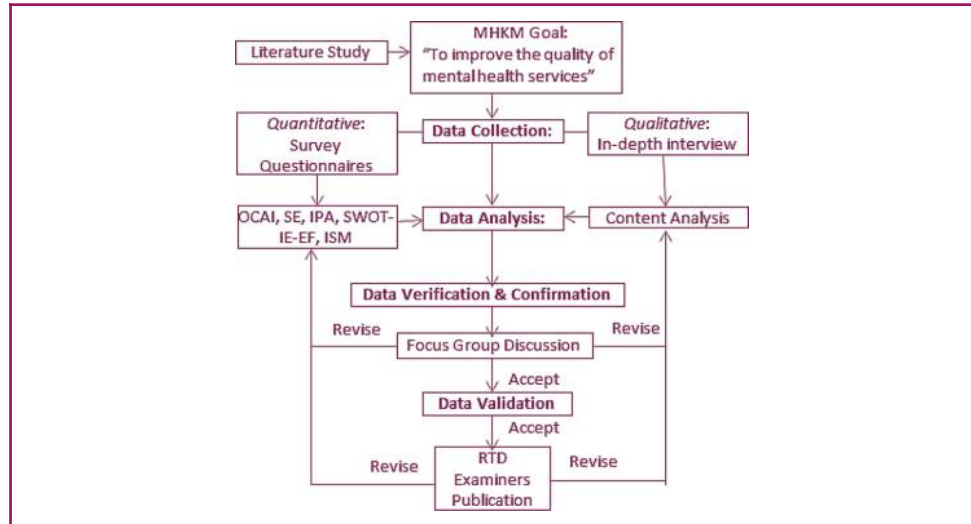 MHKM Goal:
"To improve the quality of
mental health services"
Literature Study
Quantitative:
Survey
Questionnaires
Data Collection:
Qualitative:
In-depth interview
OCAI, SE, IPA, SWOT-
IE-EF, ISM
Data Analysis:
Content Analysis
Data Verification & Confirmation
Revise
Focus Group Discussion
Revise
Accept
Data Validation
Accept
Revise
RTD
Examiners
Publication
Revise